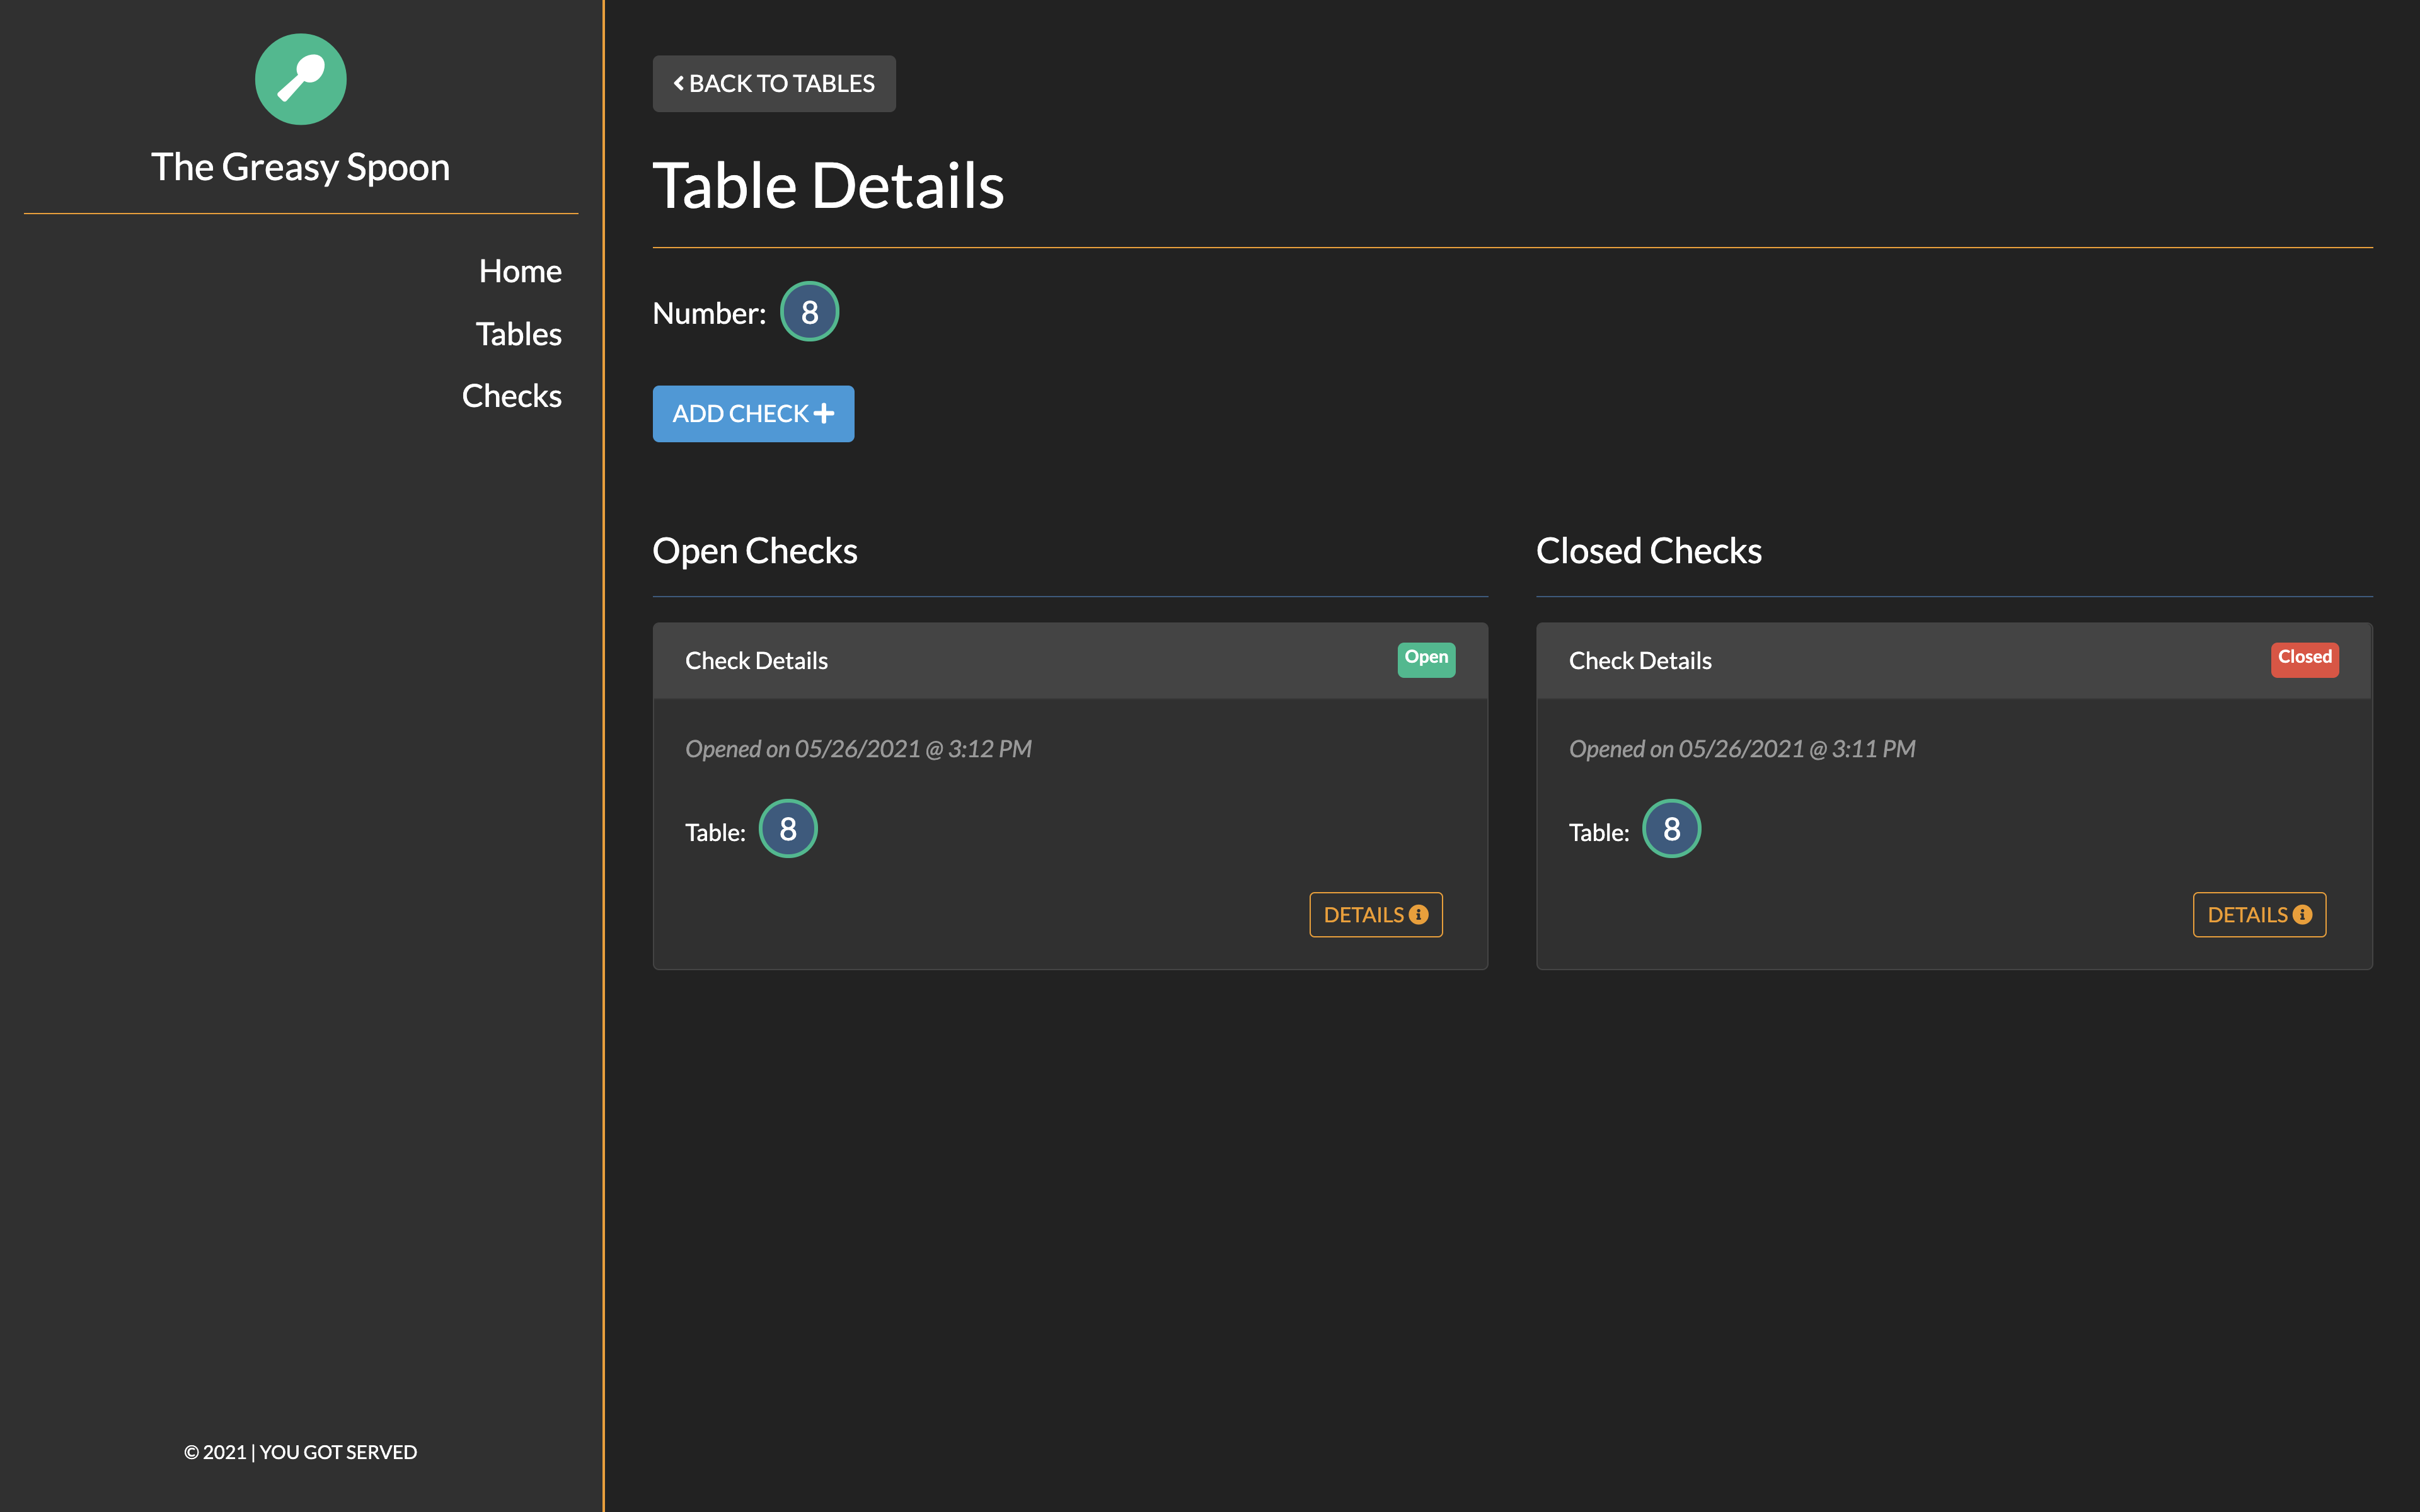 The Greasy Spoon
Home
Tables
Checks
© 2021 | YOU GOT SERVED
BACK TO TABLES
Table Details
Number: 8
ADD CHECK
Open Checks
Check Details Open
Opened on 05/26/2021 @ 3:12 PM
Table: 8
DETAILS
Closed Checks
Check Details Closed
Opened on 05/26/2021 @ 3:11 PM
Table: 8
DETAILS